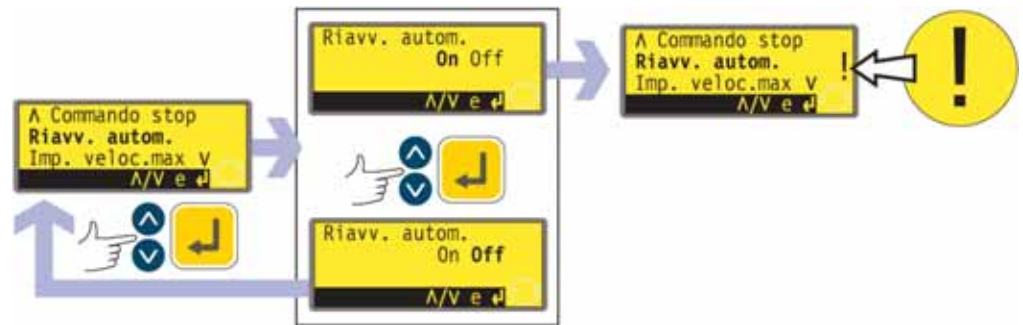 Λ Commando stop
Riavv. autom.
Imp. veloc.max V
Λ/V e ↲
Riavv. autom.
On Off
Λ/V e ↲
Riavv. autom.
On Off
Λ/V e ↲
Λ Commando stop
Riavv. autom. !
Imp. veloc.max V
Λ/V e ↲
!